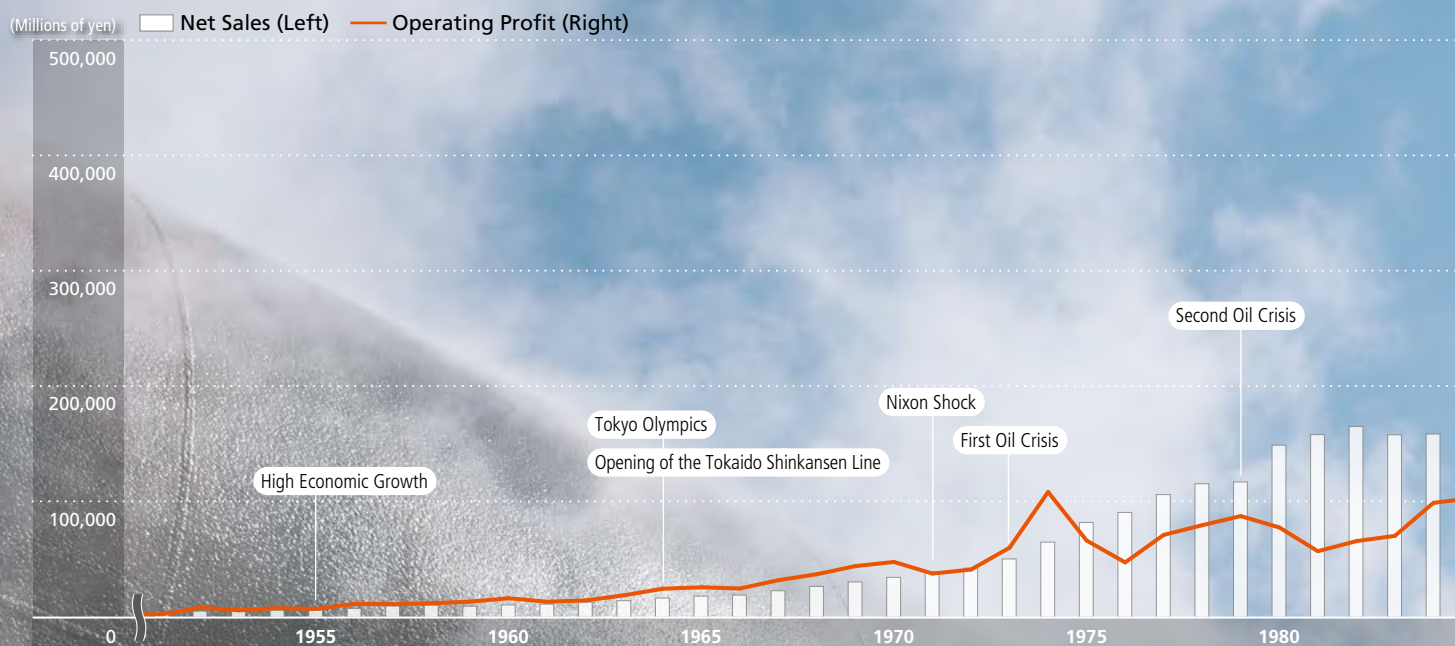 (Millions of yen) Net Sales (Left) Operating Profit (Right)
500,000
400,000
300,000
Second Oil Crisis
200,000
Nixon Shock
Tokyo Olympics
First Oil Crisis
Opening of the Tokaido Shinkansen Line
High Economic Growth
100,000
0 1955 1960 1965 1970 1975 1980